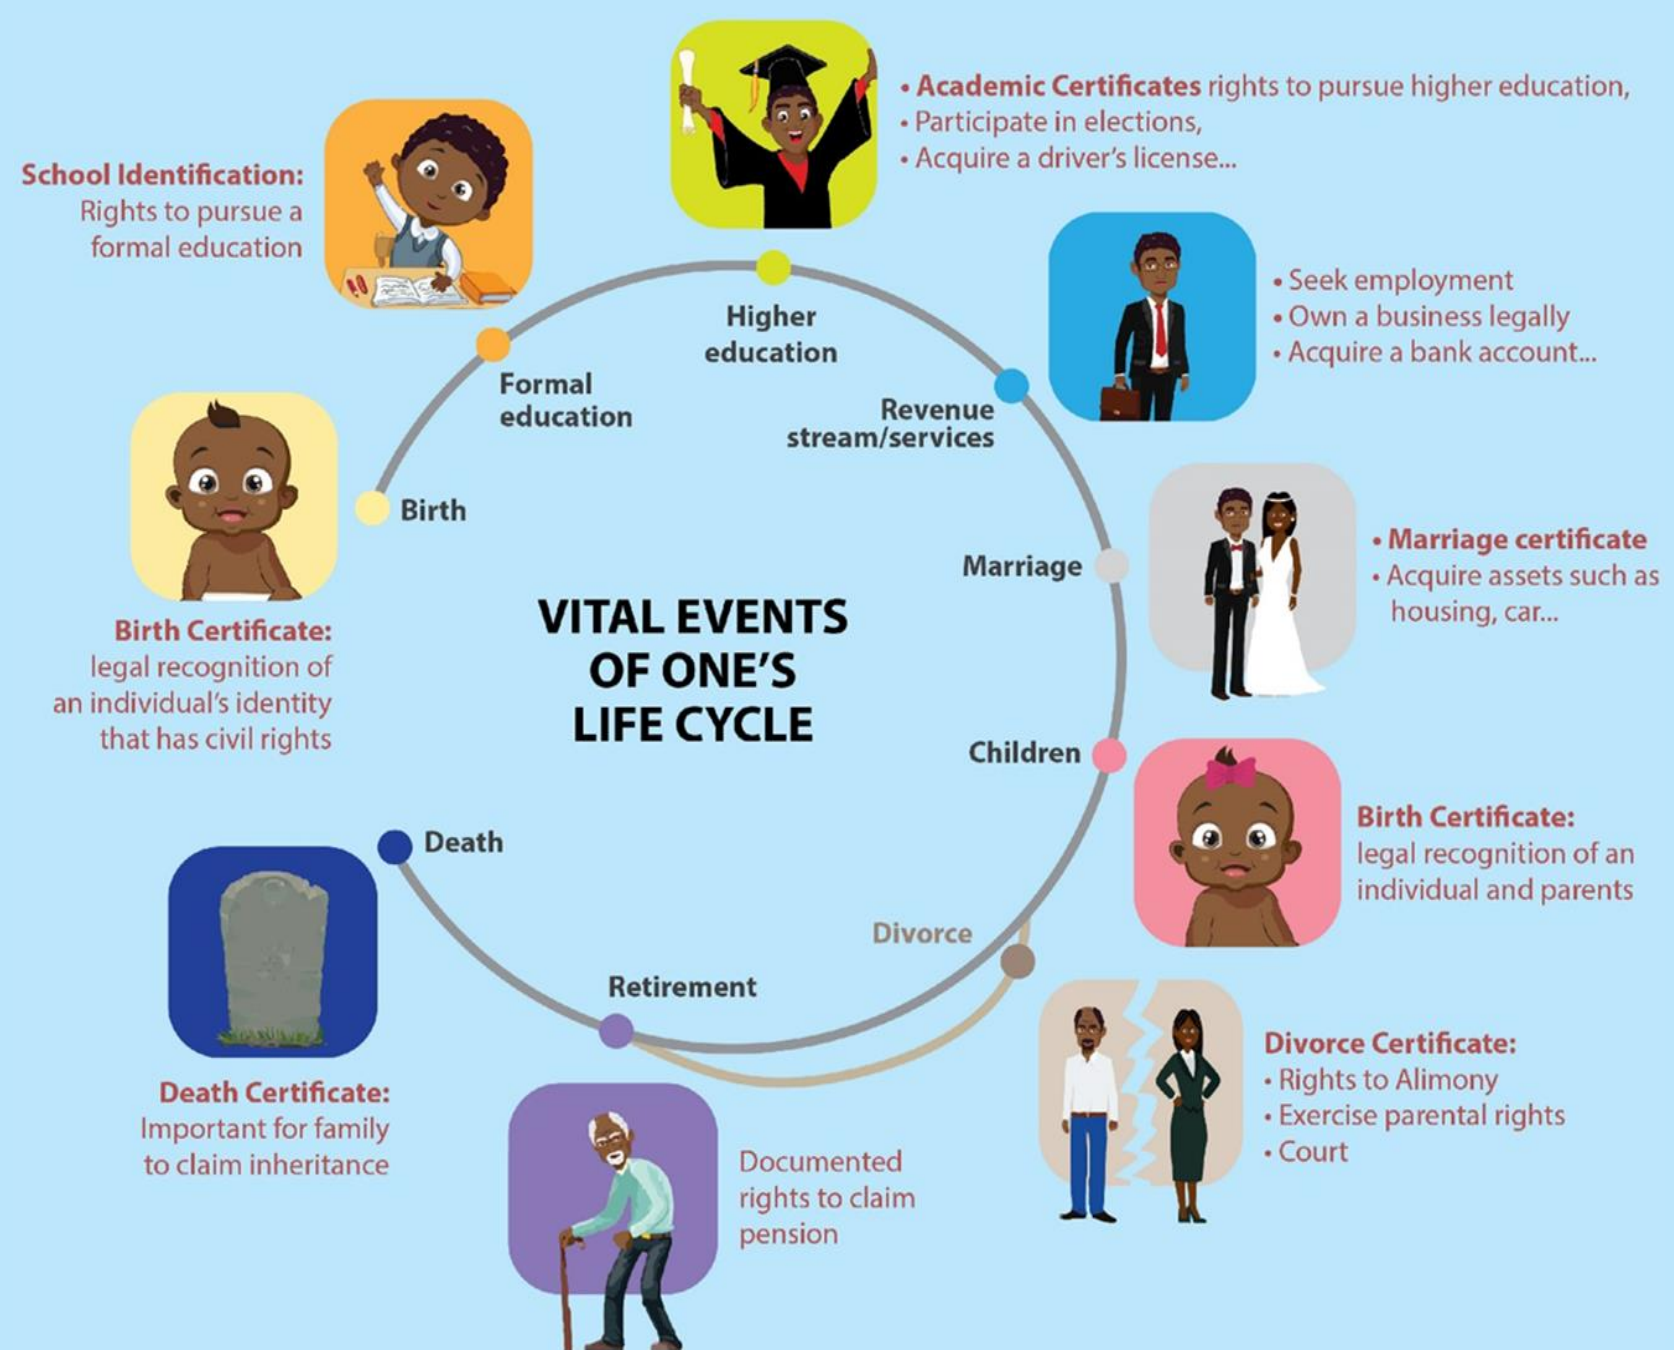 VITAL EVENTS
OF ONE'S
LIFE CYCLE
Birth
Birth Certificate:
legal recognition of
an individual's identity
that has civil rights
Formal
education
School Identification:
Rights to pursue a
formal education
Higher
education
• Academic Certificates rights to pursue higher education,
• Participate in elections,
• Acquire a driver's license...
Revenue
stream/services
• Seek employment
• Own a business legally
• Acquire a bank account...
Marriage
• Marriage certificate
• Acquire assets such as
housing, car...
Children
Birth Certificate:
legal recognition of an
individual and parents
Divorce
Divorce Certificate:
• Rights to Alimony
• Exercise parental rights
• Court
Retirement
Documented
rights to claim
pension
Death
Death Certificate:
Important for family
to claim inheritance